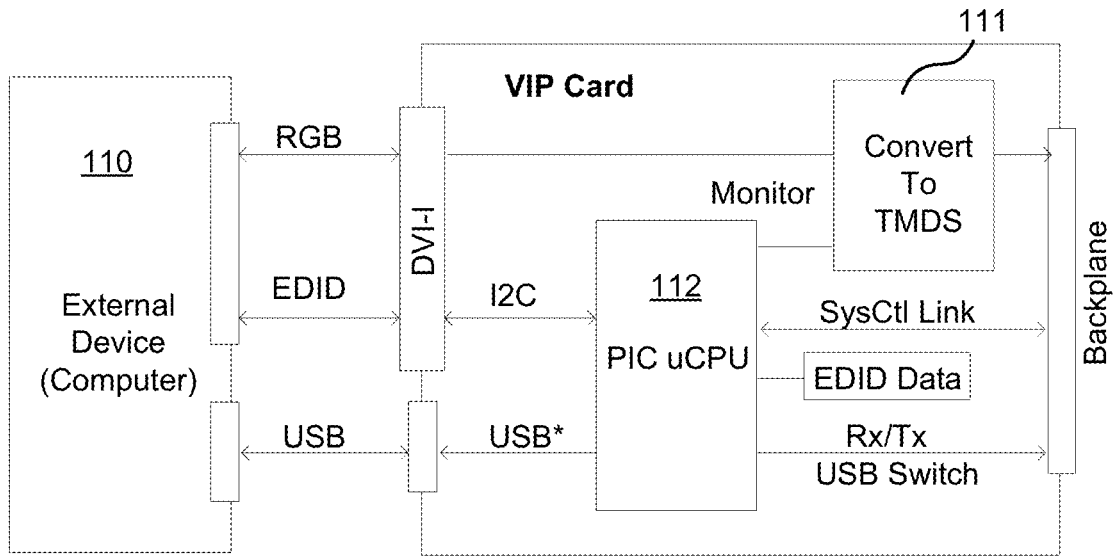 111
VIP Card
110
RGB
DVI-I
Convert
To
TMDS
Monitor
Backplane
External
Device
(Computer)
EDID
I2C
112
PIC uCPU
SysCtl Link
EDID Data
USB
USB*
Rx/Tx
USB Switch